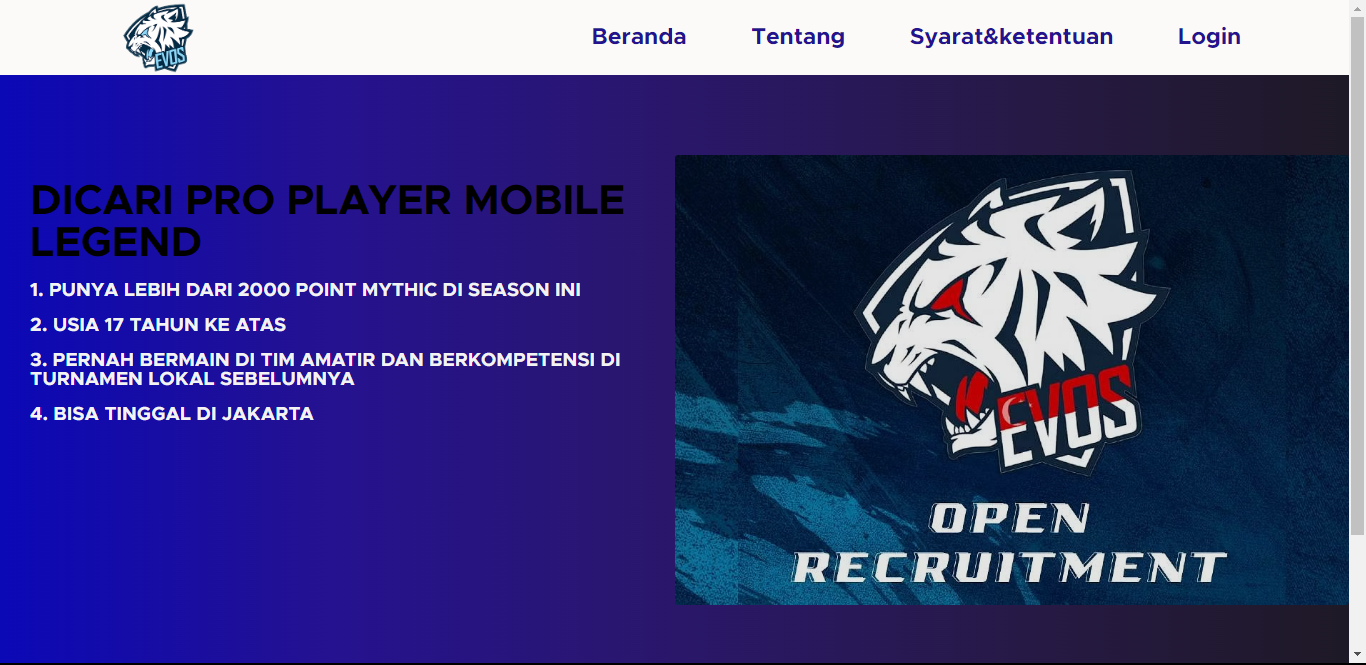 EVOS
Beranda
Tentang
Syarat&ketentuan
Login
DICARI PRO PLAYER MOBILE
LEGEND
1. PUNYA LEBIH DARI 2000 POINT MYTHIC DI SEASON INI
2. USIA 17 TAHUN KE ATAS
3. PERNAH BERMAIN DI TIM AMATIR DAN BERKOMPETENSI DI
TURNAMEN LOKAL SEBELUMNYA
4. BISA TINGGAL DI JAKARTA
EVOS
OPEN
RECRUITMENT